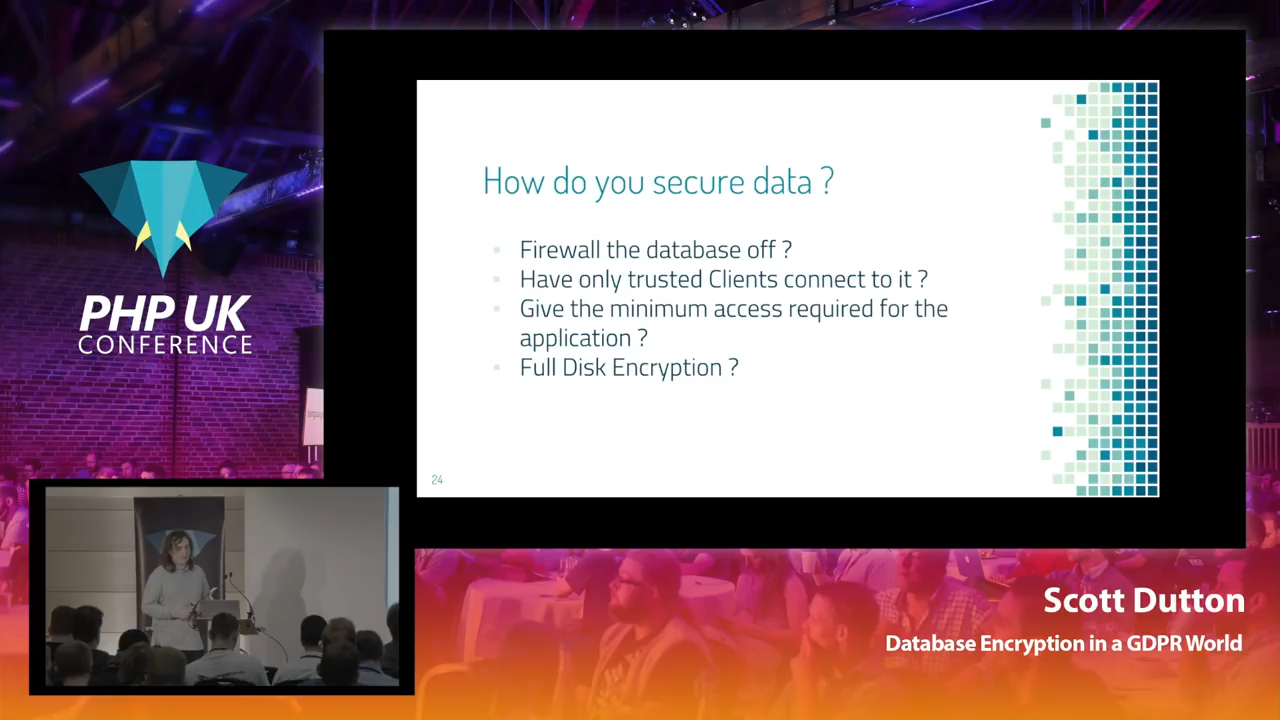 PHP UK
CONFERENCE
How do you secure data ?
Firewall the database off ?
Have only trusted Clients connect to it ?
Give the minimum access required for the
application ?
Full Disk Encryption ?
24
Scott Dutton
Database Encryption in a GDPR World